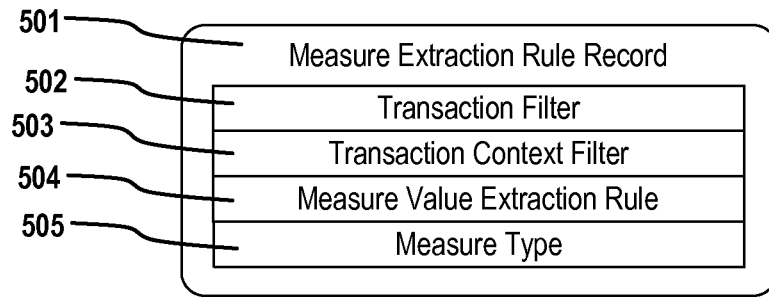 501
Measure Extraction Rule Record
502
Transaction Filter
503
Transaction Context Filter
504
Measure Value Extraction Rule
505
Measure Type